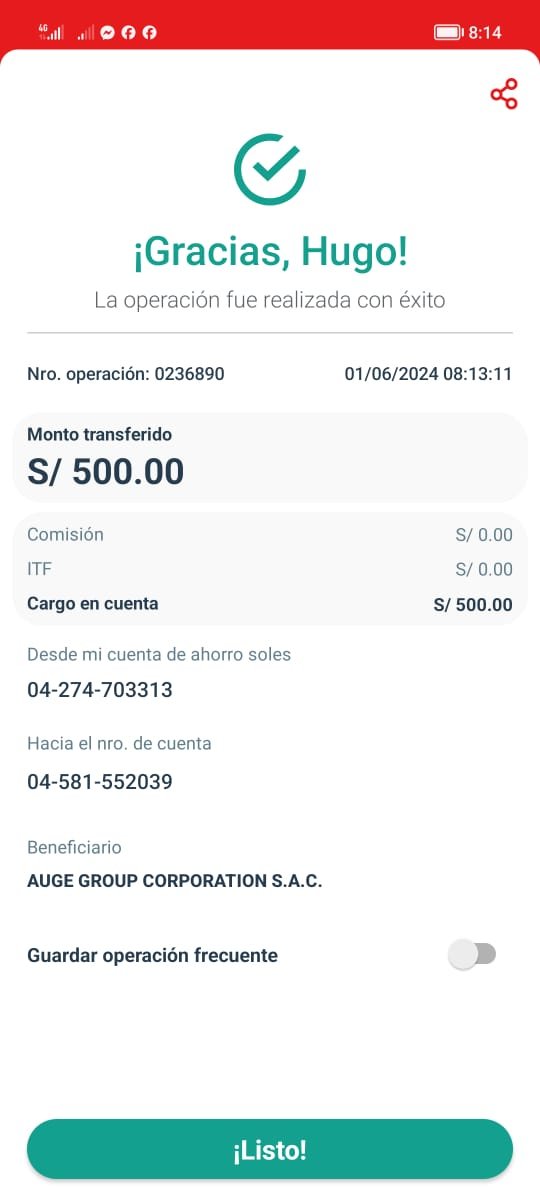 4G 8:14
¡Gracias, Hugo!
La operación fue realizada con éxito
Nro. operación: 0236890 01/06/2024 08:13:11
Monto transferido
S/ 500.00
Comisión S/ 0.00
ITF S/ 0.00
Cargo en cuenta S/ 500.00
Desde mi cuenta de ahorro soles
04-274-703313
Hacia el nro. de cuenta
04-581-552039
Beneficiario
AUGE GROUP CORPORATION S.A.C.
Guardar operación frecuente
¡Listo!